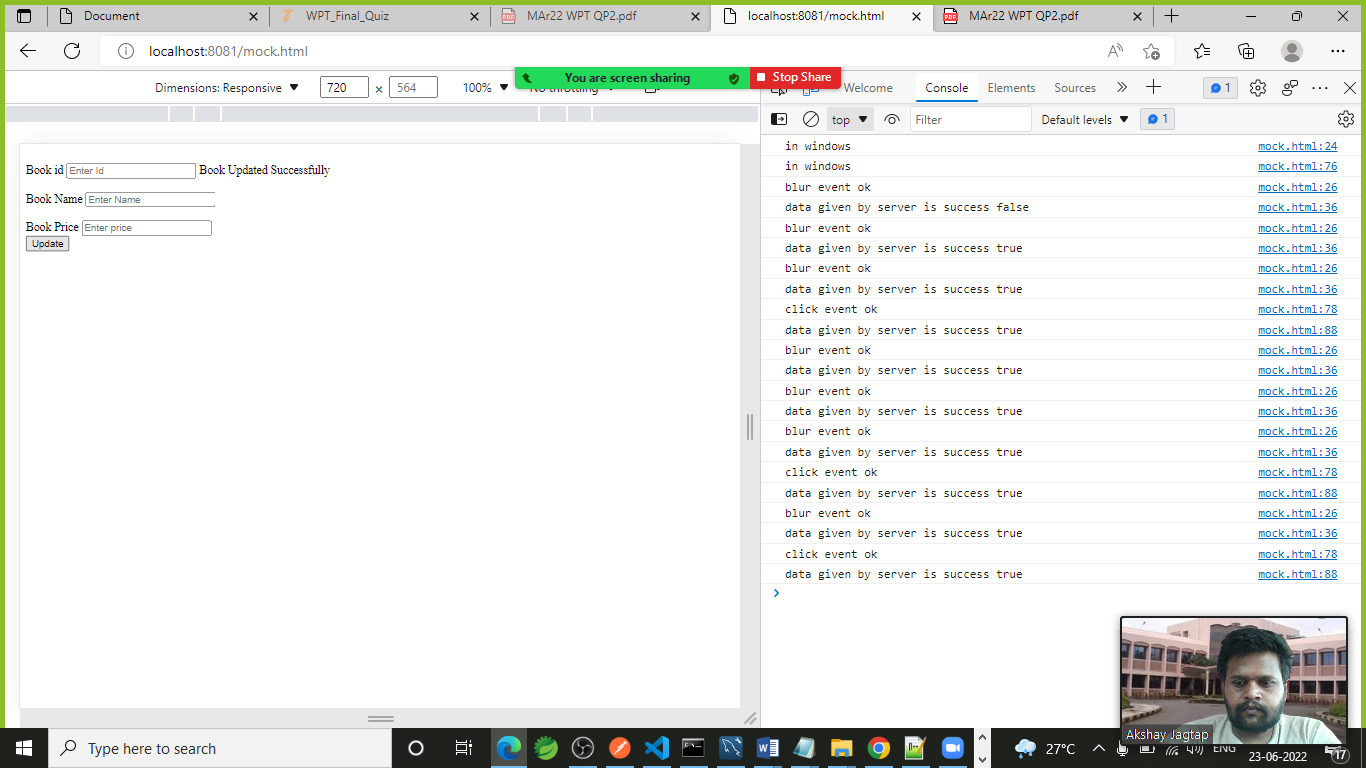 Document
WPT_Final_Quiz
MAr22 WPT QP2.pdf
localhost:8081/mock.html
MAr22 WPT QP2.pdf
localhost:8081/mock.html
You are screen sharing
Stop Share
Dimensions: Responsive
720
×
564
100%
No throttling
Welcome
Console
Elements
Sources
1
top
Filter
Default levels
1
Book id
Enter Id
Book Updated Successfully
Book Name
Enter Name
Book Price
Enter price
Update
in windows mock.html:24
in windows mock.html:76
blur event ok mock.html:26
data given by server is success false mock.html:36
blur event ok mock.html:26
data given by server is success true mock.html:36
blur event ok mock.html:26
data given by server is success true mock.html:36
click event ok mock.html:78
data given by server is success true mock.html:88
blur event ok mock.html:26
data given by server is success true mock.html:36
blur event ok mock.html:26
data given by server is success true mock.html:36
blur event ok mock.html:26
data given by server is success true mock.html:36
click event ok mock.html:78
data given by server is success true mock.html:88
blur event ok mock.html:26
data given by server is success true mock.html:36
click event ok mock.html:78
data given by server is success true mock.html:88
Akshay Jagtap
Type here to search
27°C
ENG
23-06-2022
17